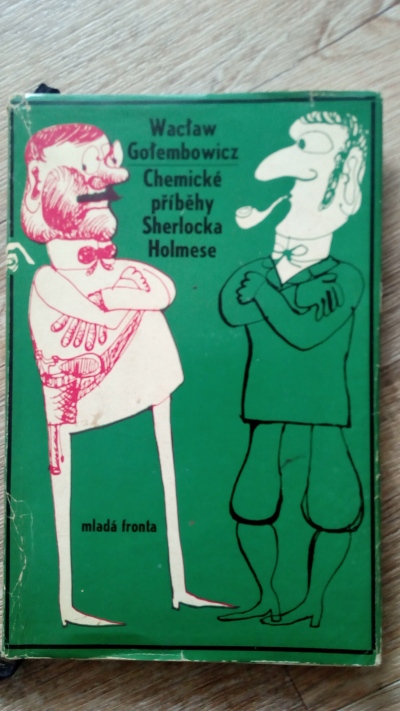 Wacław
Gołembowicz
Chemické
příběhy
Sherlocka
Holmese
mladá fronta